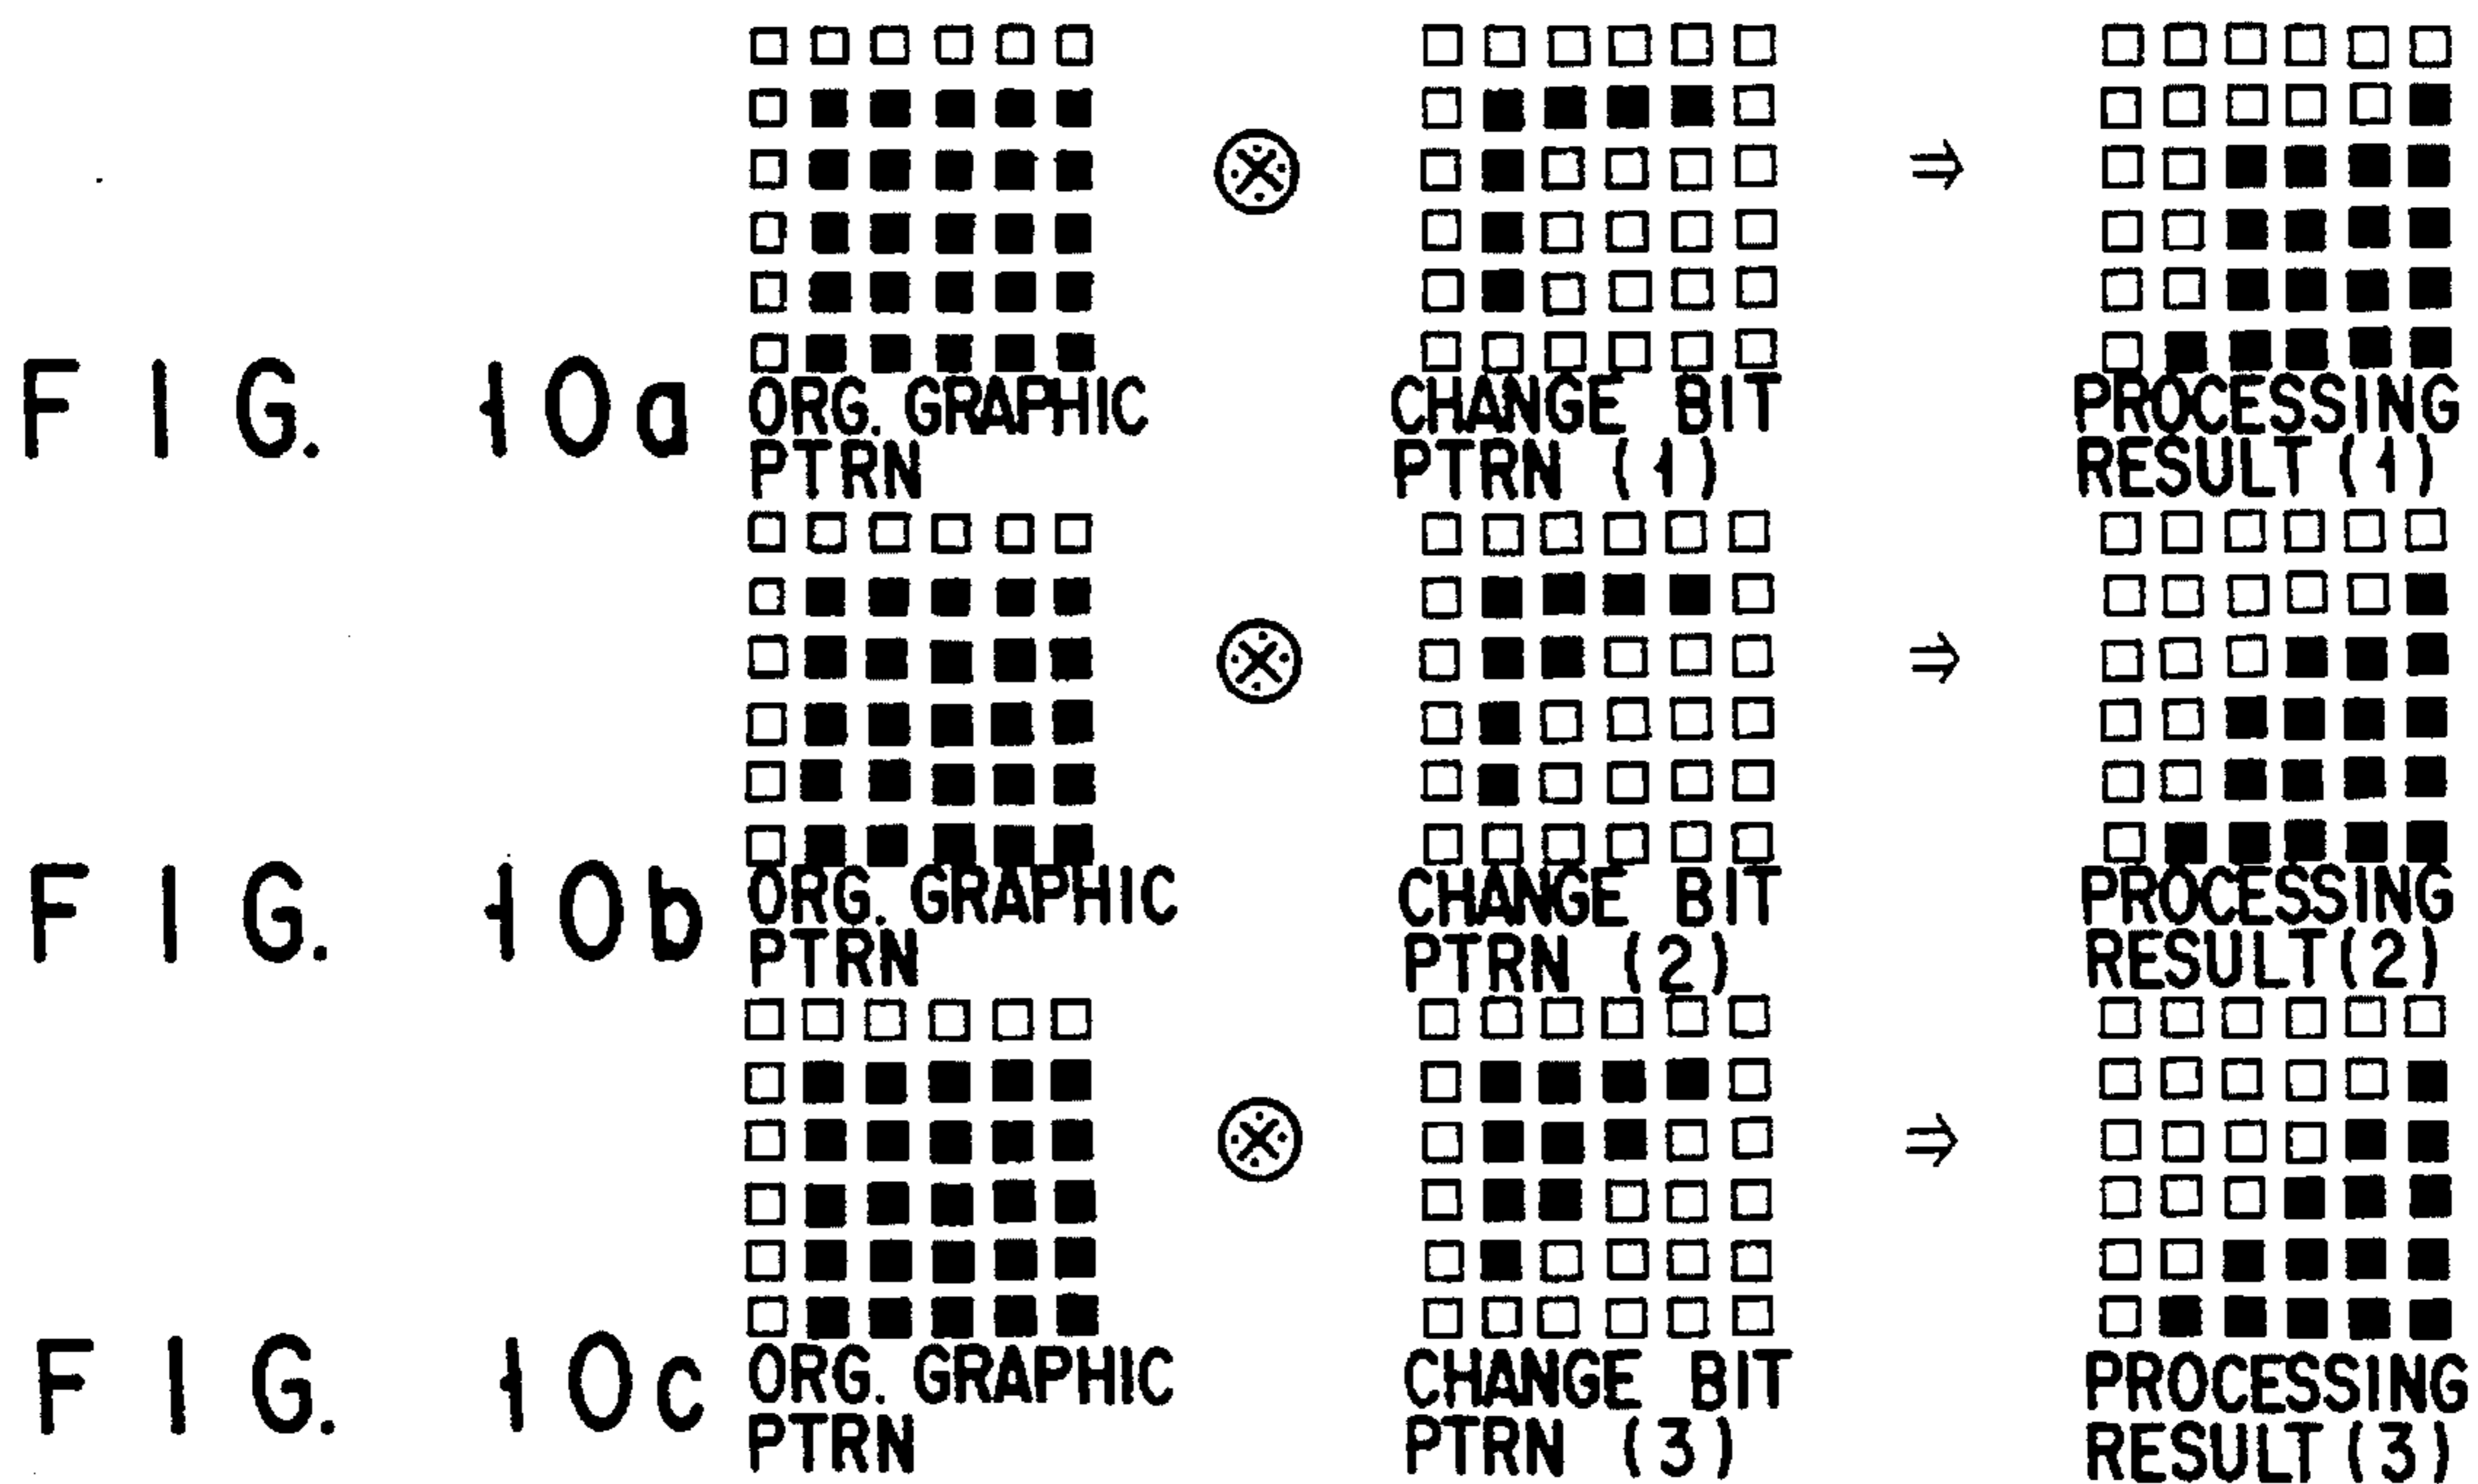 FIG. 10a
ORG. GRAPHIC
PTRN
CHANGE BIT
PTRN (1)
PROCESSING
RESULT (1)
FIG. 10b
ORG. GRAPHIC
PTRN
CHANGE BIT
PTRN (2)
PROCESSING
RESULT (2)
FIG. 10c
ORG. GRAPHIC
PTRN
CHANGE BIT
PTRN (3)
PROCESSING
RESULT (3)